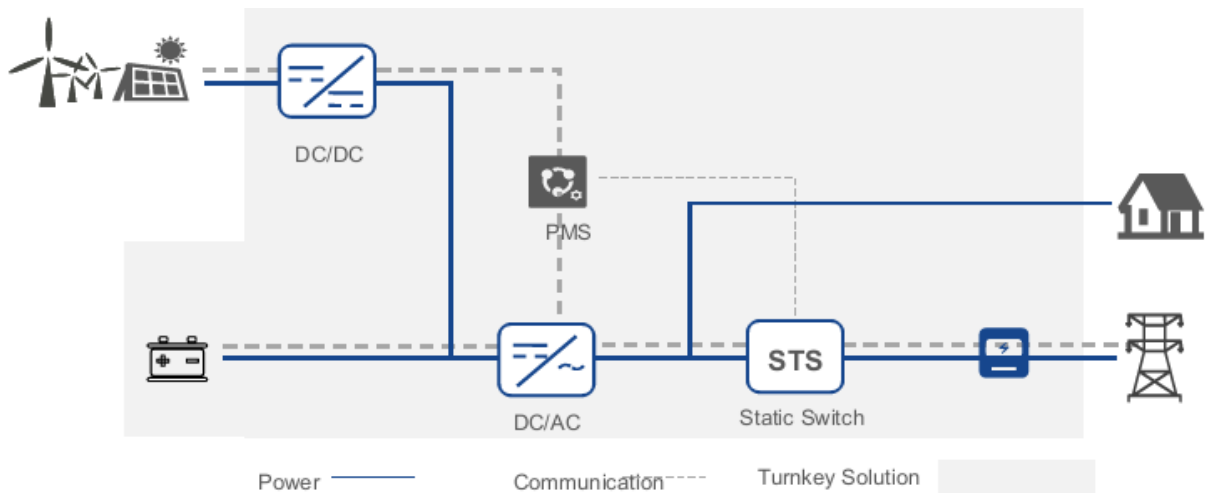 DC/DC
PMS
STS
DC/AC
Static Switch
Power
Communication
Turnkey Solution